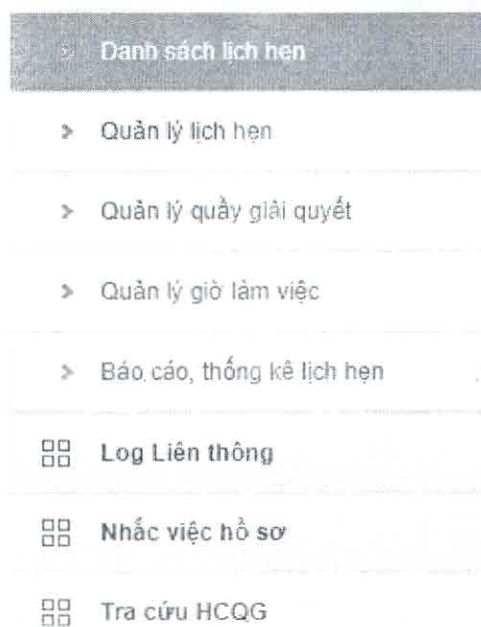 Danh sách lịch hẹn
Quản lý lịch hẹn
Quản lý quầy giải quyết
Quản lý giờ làm việc
Báo cáo, thống kê lịch hẹn
Log Liên thông
Nhắc việc hồ sơ
Tra cứu HCQG